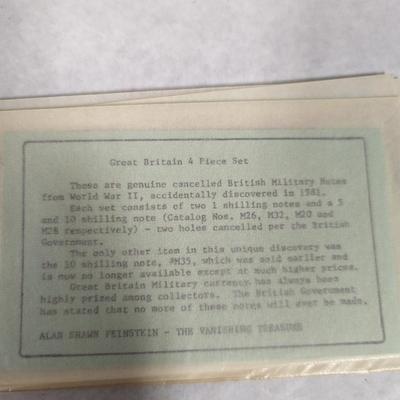 Great Britain 4 Piece Set
These are genuine cancelled British Military Notes
from World War II, accidentally discovered in 1981.
Each set consists of two 1 shilling notes and a 5
and 10 shilling note (Catalog Nos. M26, M32, M20 and
M28 respectively) - two holes cancelled per the British
Government.
The only other item in this unique discovery was
the 10 shilling note, #M35, which was sold earlier and
is now no longer available except at much higher prices.
Great Britain Military currency has always been
highly prized among collectors. The British Government
has stated that no more of these notes will ever be made.
ALAN SHAWN FEINSTEIN - THE VANISHING TREASURE